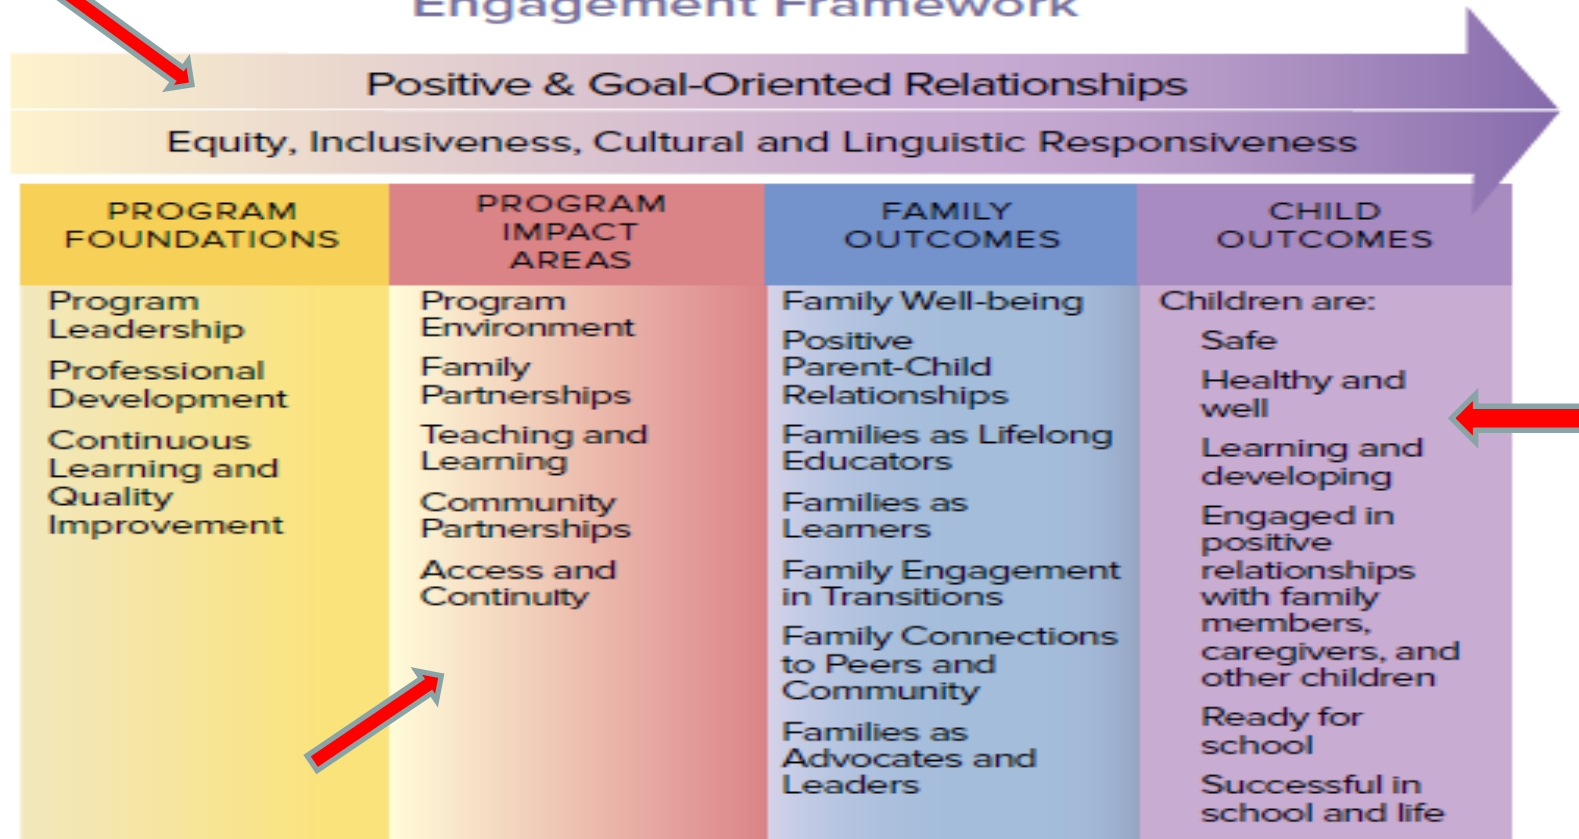 Engagement Framework
Positive & Goal-Oriented Relationships
Equity, Inclusiveness, Cultural and Linguistic Responsiveness
PROGRAM
FOUNDATIONS
Program
Leadership
Professional
Development
Continuous
Learning and
Quality
Improvement
PROGRAM
IMPACT
AREAS
Program
Environment
Family
Partnerships
Teaching and
Learning
Community
Partnerships
Access and
Continuity
FAMILY
OUTCOMES
Family Well-being
Positive
Parent-Child
Relationships
Families as Lifelong
Educators
Families as
Learners
Family Engagement
in Transitions
Family Connections
to Peers and
Community
Families as
Advocates and
Leaders
CHILD
OUTCOMES
Children are:
Safe
Healthy and
well
Learning and
developing
Engaged in
positive
relationships
with family
members,
caregivers, and
other children
Ready for
school
Successful in
school and life